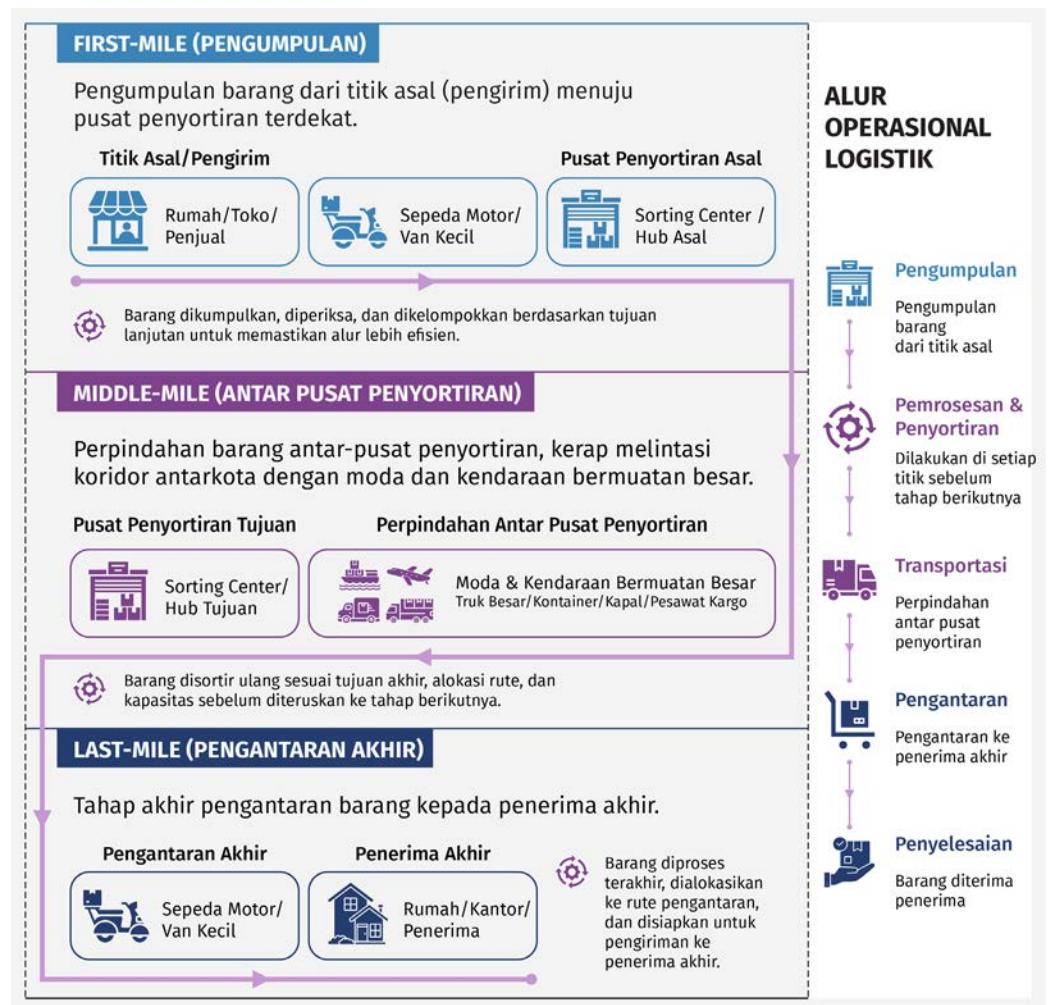 FIRST-MILE (PENGUMPULAN)
Pengumpulan barang dari titik asal (pengirim) menuju
pusat penyortiran terdekat.
Titik Asal/Pengirim
Pusat Penyortiran Asal
Rumah/Toko/
Penjual
Sepeda Motor/
Van Kecil
Sorting Center /
Hub Asal
Barang dikumpulkan, diperiksa, dan dikelompokkan berdasarkan tujuan
lanjutan untuk memastikan alur lebih efisien.
MIDDLE-MILE (ANTAR PUSAT PENYORTIRAN)
Perpindahan barang antar-pusat penyortiran, kerap melintasi
koridor antarkota dengan moda dan kendaraan bermuatan besar.
Pusat Penyortiran Tujuan
Perpindahan Antar Pusat Penyortiran
Sorting Center/
Hub Tujuan
Moda & Kendaraan Bermuatan Besar
Truk Besar/Kontainer/Kapal/Pesawat Kargo
Barang disortir ulang sesuai tujuan akhir, alokasi rute, dan
kapasitas sebelum diteruskan ke tahap berikutnya.
LAST-MILE (PENGANTARAN AKHIR)
Tahap akhir pengantaran barang kepada penerima akhir.
Pengantaran Akhir
Penerima Akhir
Sepeda Motor/
Van Kecil
Rumah/Kantor/
Penerima
Barang diproses
terakhir, dialokasikan
ke rute pengantaran,
dan disiapkan untuk
pengiriman ke
penerima akhir.
ALUR
OPERASIONAL
LOGISTIK
Pengumpulan
Pengumpulan
barang
dari titik asal
Pemrosesan &
Penyortiran
Dilakukan di setiap
titik sebelum
tahap berikutnya
Transportasi
Perpindahan
antar pusat
penyortiran
Pengantaran
Pengantaran ke
penerima akhir
Penyelesaian
Barang diterima
penerima